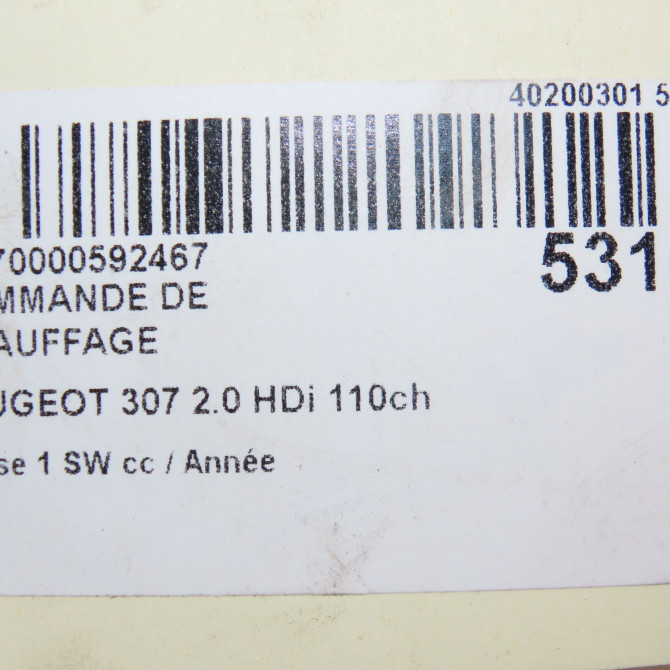 40200301 5
531
70000592467
MMANDE DE
AUFFAGE
UGEOT 307 2.0 HDi 110ch
se 1 SW cc / Année